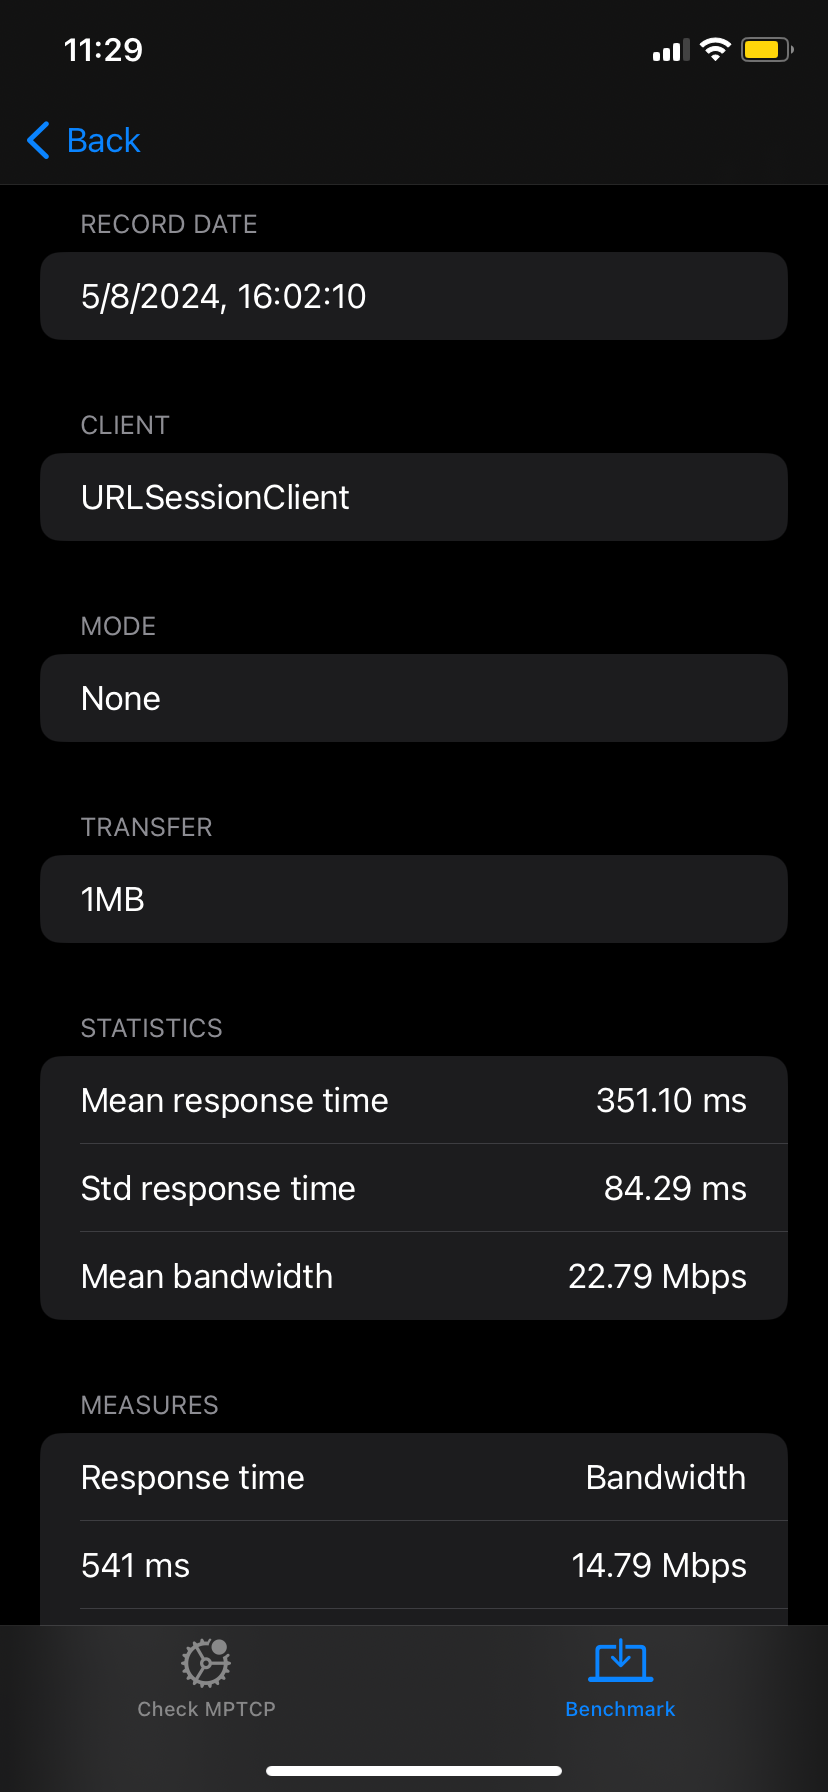 11:29
Back
RECORD DATE
5/8/2024, 16:02:10
CLIENT
URLSessionClient
MODE
None
TRANSFER
1MB
STATISTICS
Mean response time 351.10 ms
Std response time 84.29 ms
Mean bandwidth 22.79 Mbps
MEASURES
Response time Bandwidth
541 ms 14.79 Mbps
Check MPTCP Benchmark